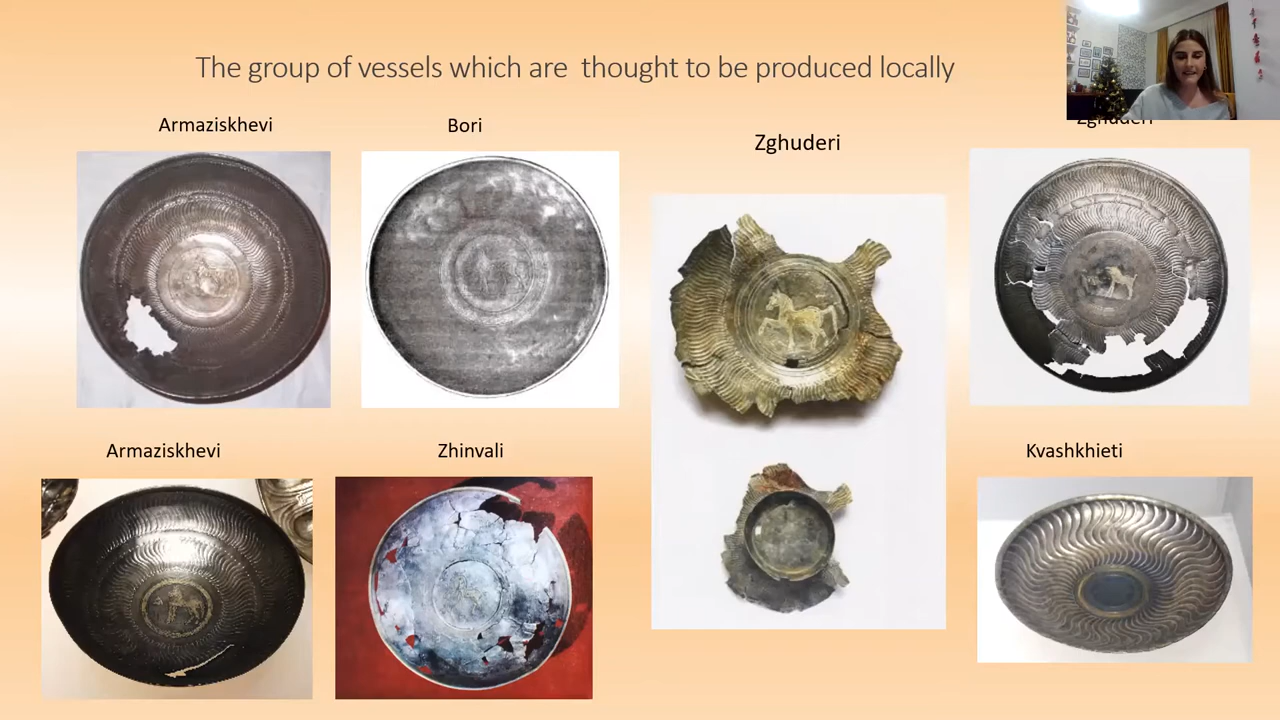 The group of vessels which are thought to be produced locally
Armaziskhevi
Bori
Zghuderi
Zghuderi
Armaziskhevi
Zhinvali
Kvashkhieti